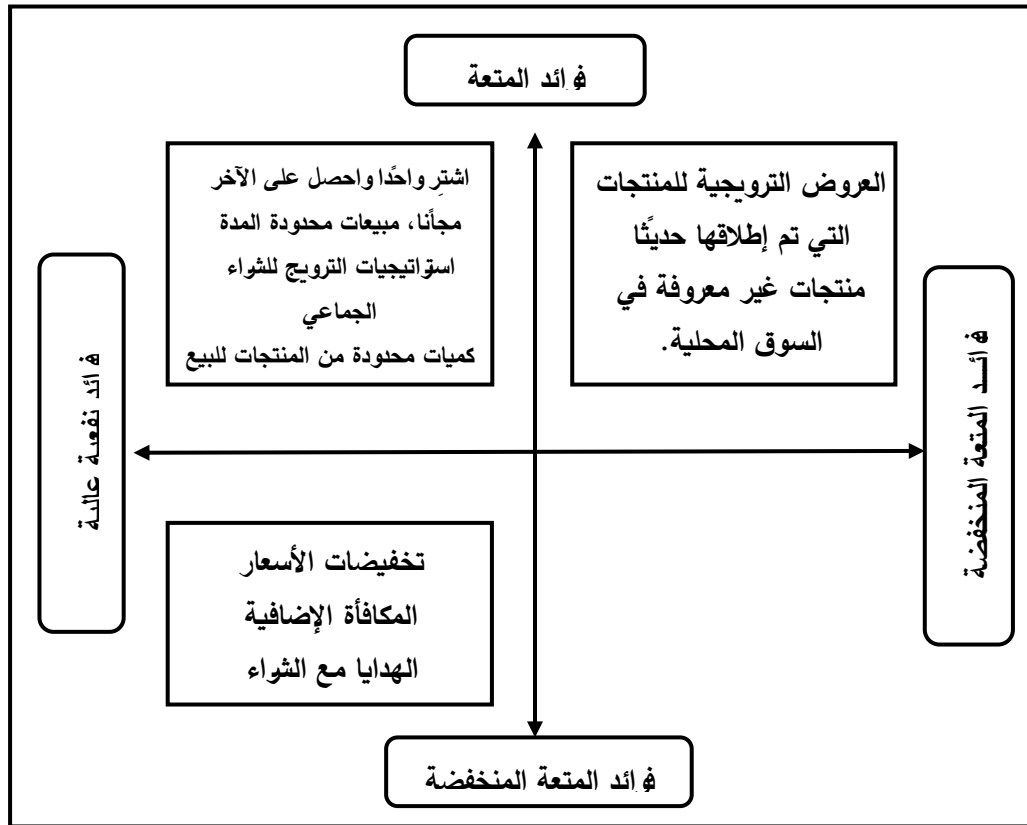 فوائد المتعة
العروض الترويجية للمنتجات
التي تم إطلاقها حديثًا
منتجات غير معروفة في
السوق المحلية.
اشترِ واحدًا واحصل على الآخر
مجانًا، مبيعات محدودة المدة
استراتيجيات الترويج للشراء
الجماعي
كميات محدودة من المنتجات للبيع
فوائد المتعة المنخفضة
فوائد نفعية عالية
تخفيضات الأسعار
المكافأة الإضافية
الهدايا مع الشراء
فوائد المتعة المنخفضة